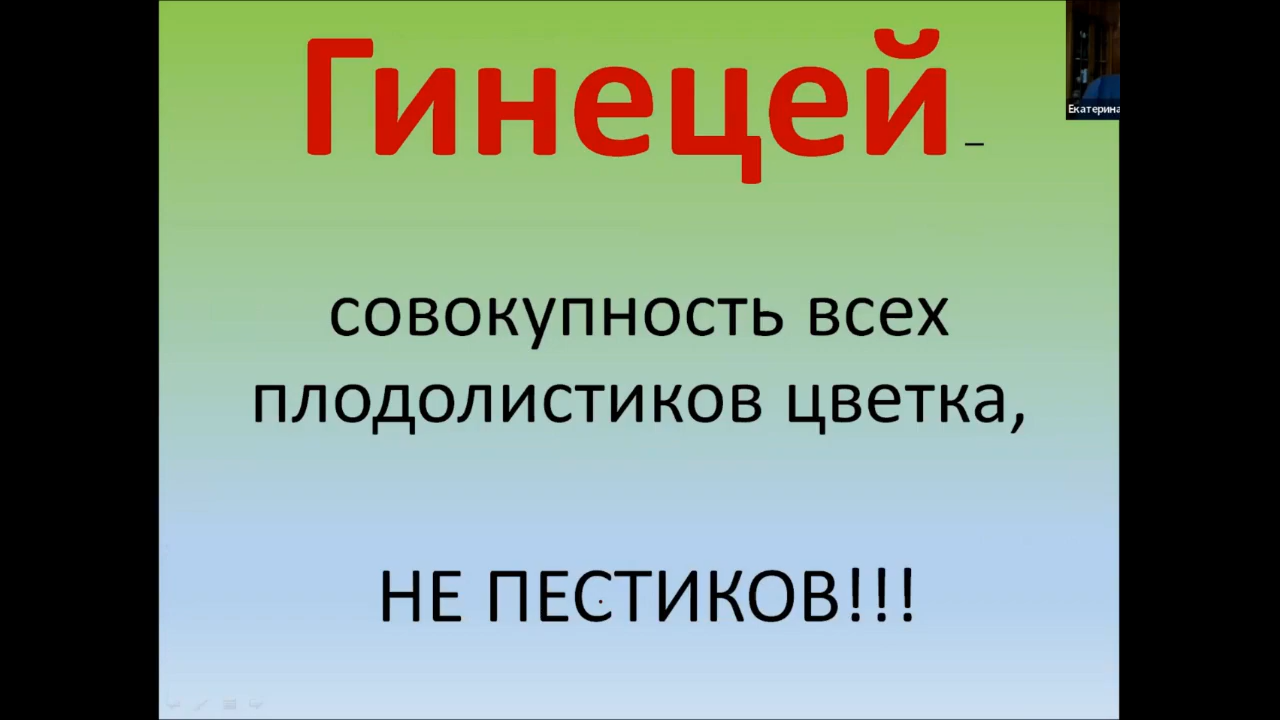 Гинецей –
Екатерина
совокупность всех
плодолистиков цветка,
НЕ ПЕСТИКОВ!!!